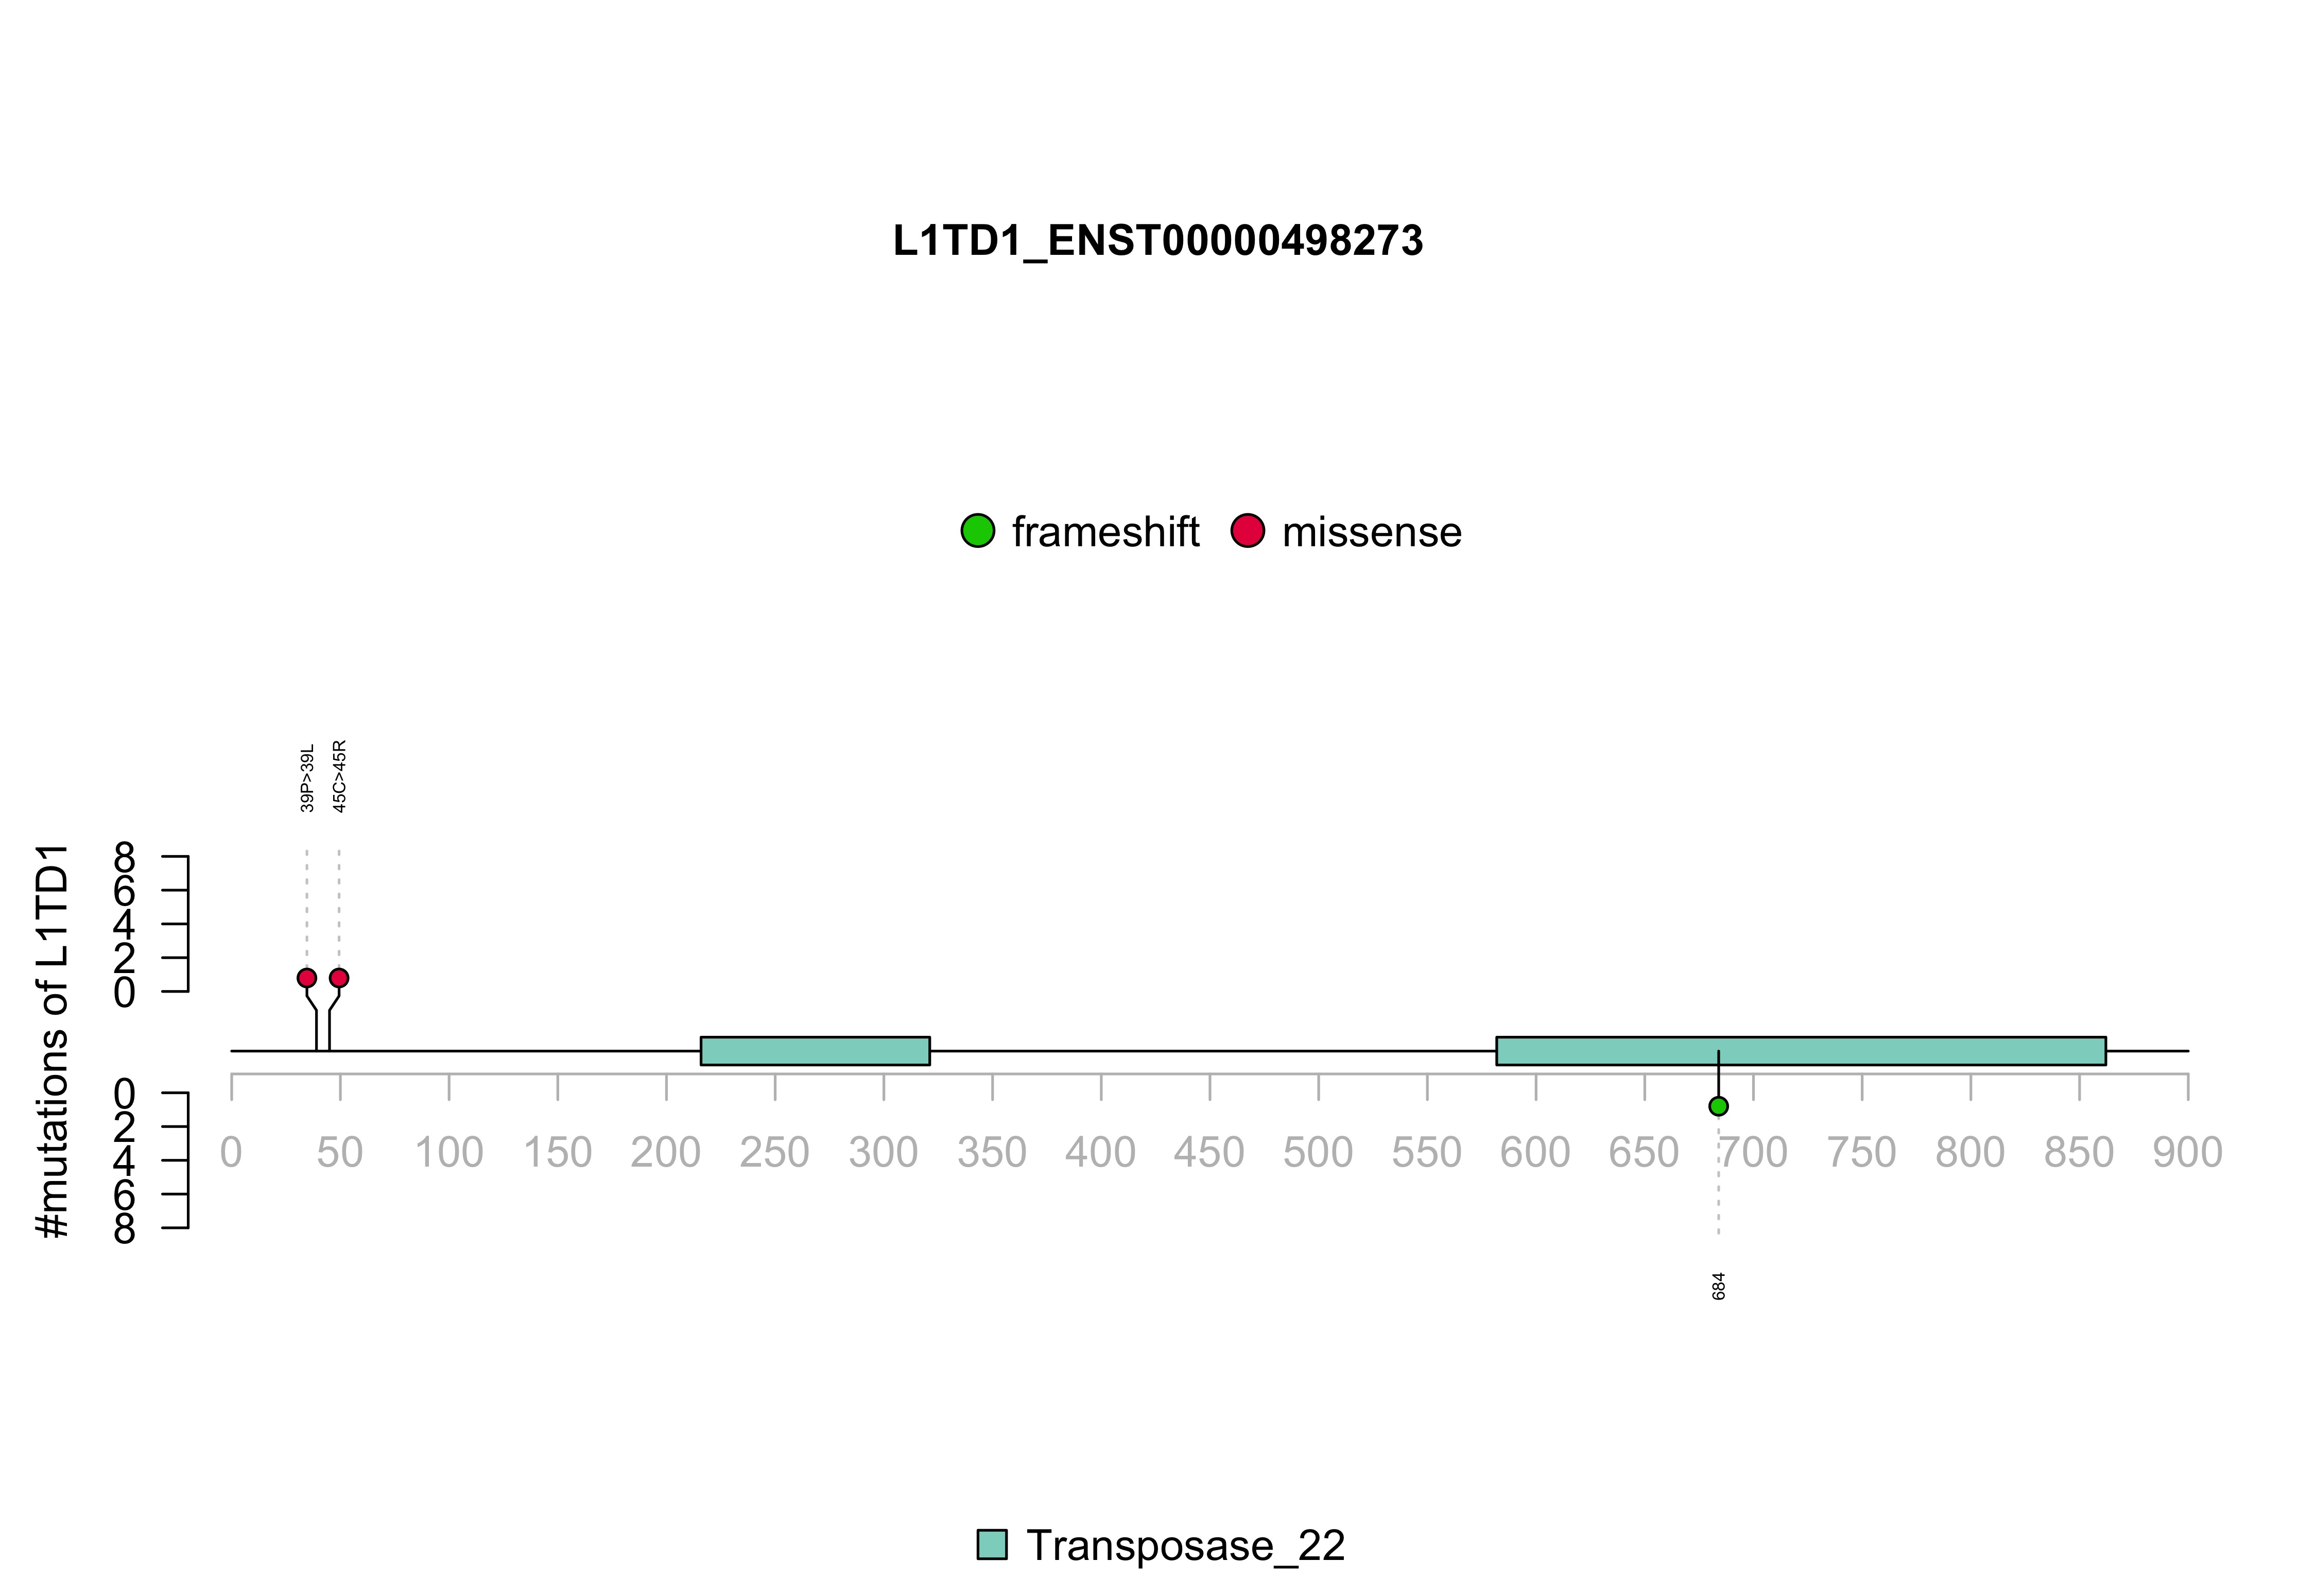 L1TD1_ENST00000498273
frameshift missense
39P>39L
45C>45R
#mutations of L1TD1
8
6
4
2
0
0
2
4
6
8
0 50 100 150 200 250 300 350 400 450 500 550 600 650 700 750 800 850 900
684
Transposase_22